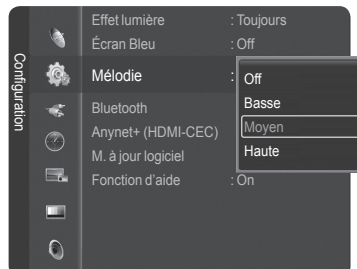 Configuration
Effet lumière : Toujours
Écran Bleu : Off
Mélodie :
Bluetooth
Anynet+ (HDMI-CEC)
M. à jour logiciel
Fonction d'aide : On
Off
Basse
Moyen
Haute